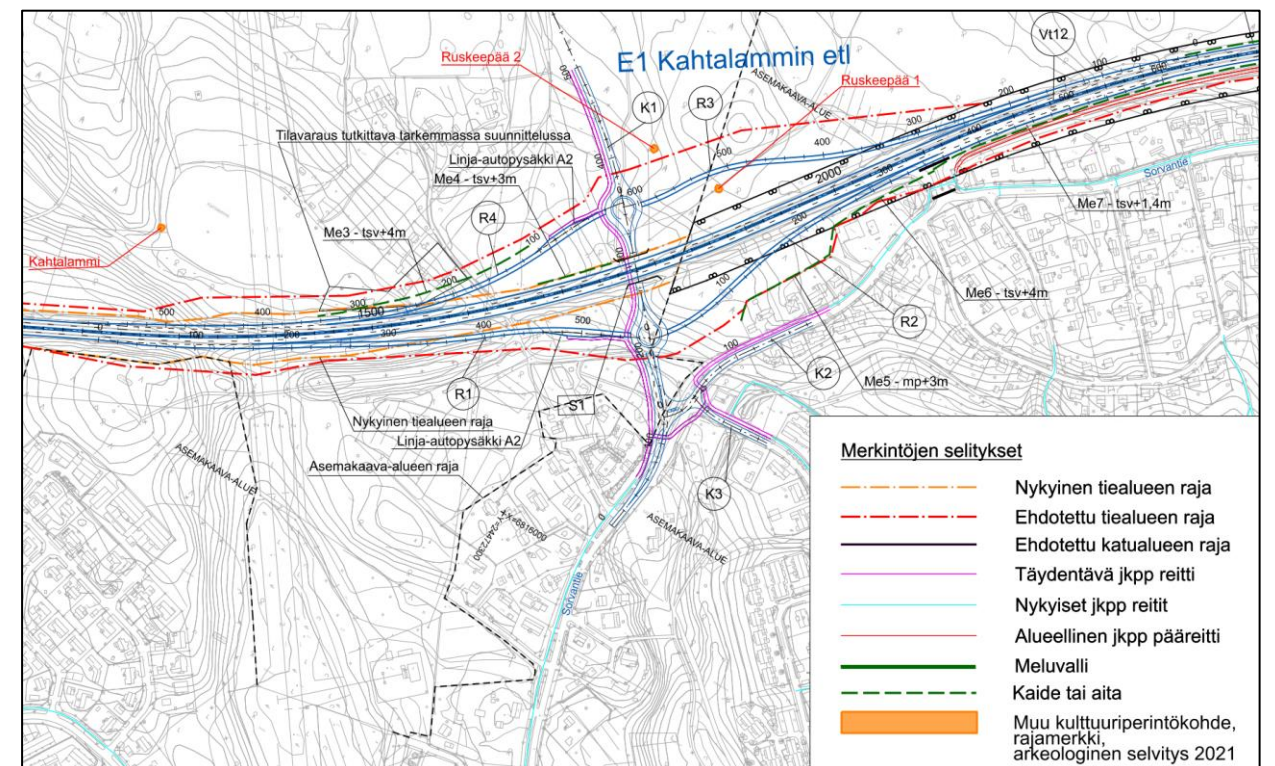 E1 Kahtalammin etl
Vt12
Ruskeepää 2
K1
R3
Ruskeepää 1
ASEMAKAAVA-ALUE
Tilavaraus tutkittava tarkemmassa suunnittelussa
Linja-autopysäkki A2
Me4 - tsv+3m
R4
Me3 - tsv+4m
Kahtalammi
Sorvantie
Me7 - tsv+1,4m
Me6 - tsv+4m
R2
K2
Me5 - mp+3m
R1
S1
Nykyinen tiealueen raja
Linja-autopysäkki A2
Asemakaava-alueen raja
K3
ASEMAKAAVA-ALUE
ASEMAKAAVA-ALUE
Sorvantie
Merkintöjen selitykset
Nykyinen tiealueen raja
Ehdotettu tiealueen raja
Ehdotettu katualueen raja
Täydentävä jkpp reitti
Nykyiset jkpp reitit
Alueellinen jkpp pääreitti
Meluvalli
Kaide tai aita
Muu kulttuuriperintökohde,
rajamerkki,
arkeologinen selvitys 2021